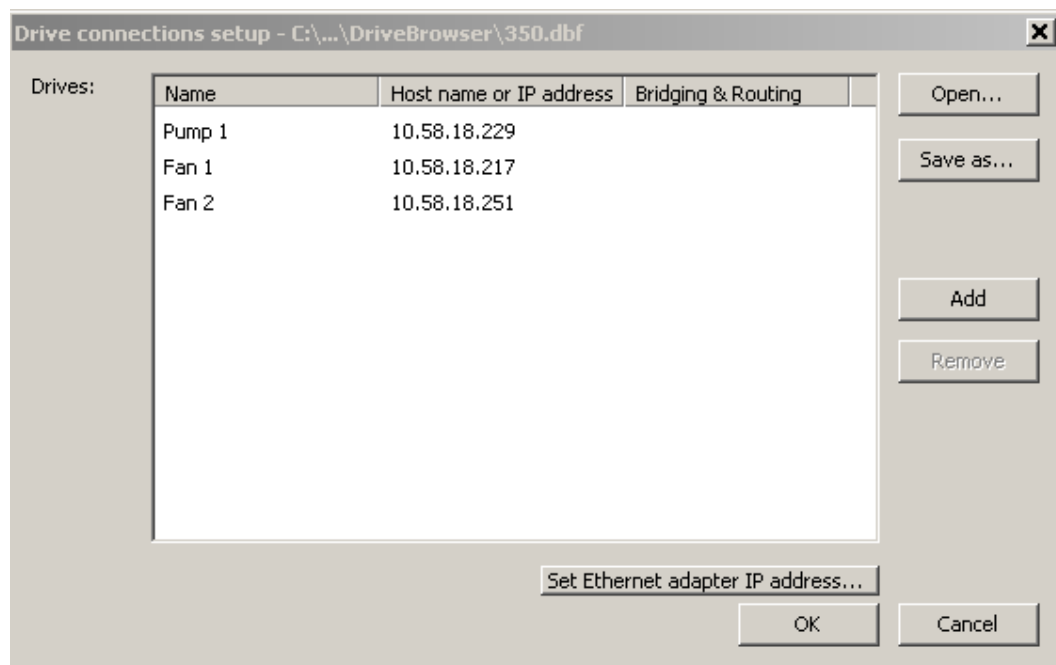 Drive connections setup - C:\...\DriveBrowser\350.dbf
Drives:
Name Host name or IP address Bridging & Routing
Pump 1 10.58.18.229
Fan 1 10.58.18.217
Fan 2 10.58.18.251
Open...
Save as...
Add
Remove
Set Ethernet adapter IP address...
OK Cancel